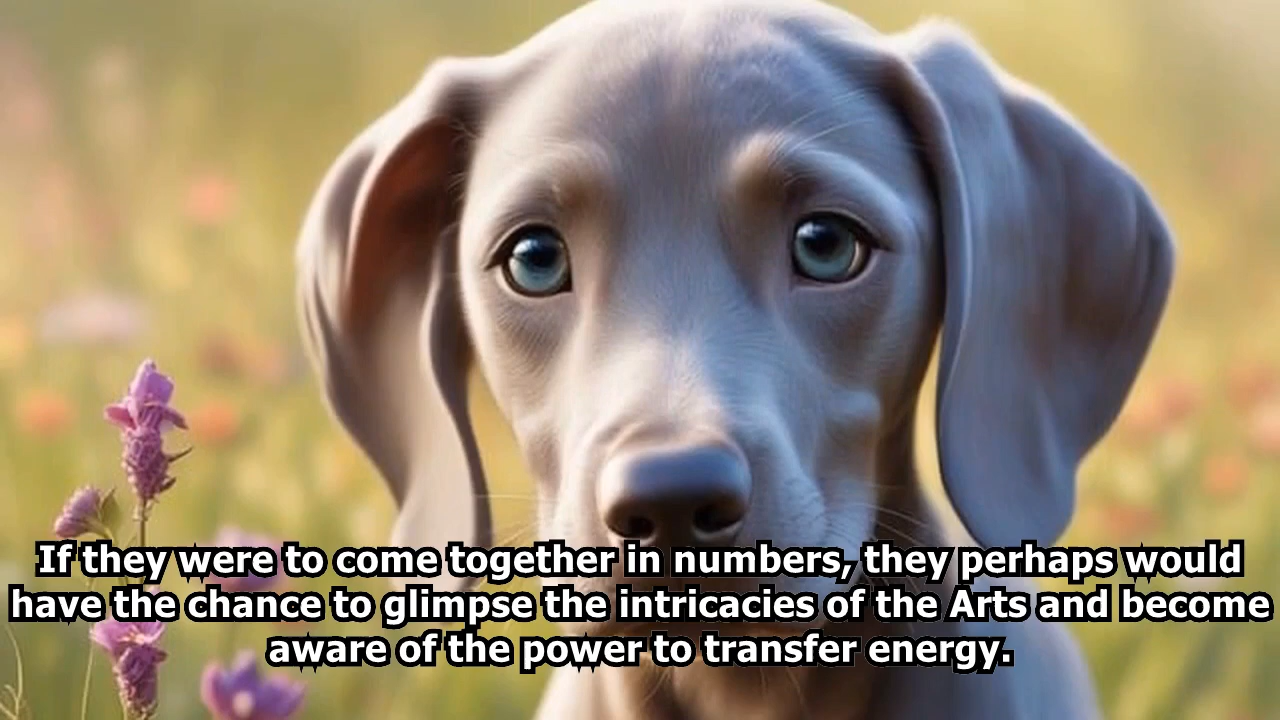 If they were to come together in numbers, they perhaps would
have the chance to glimpse the intricacies of the Arts and become
aware of the power to transfer energy.